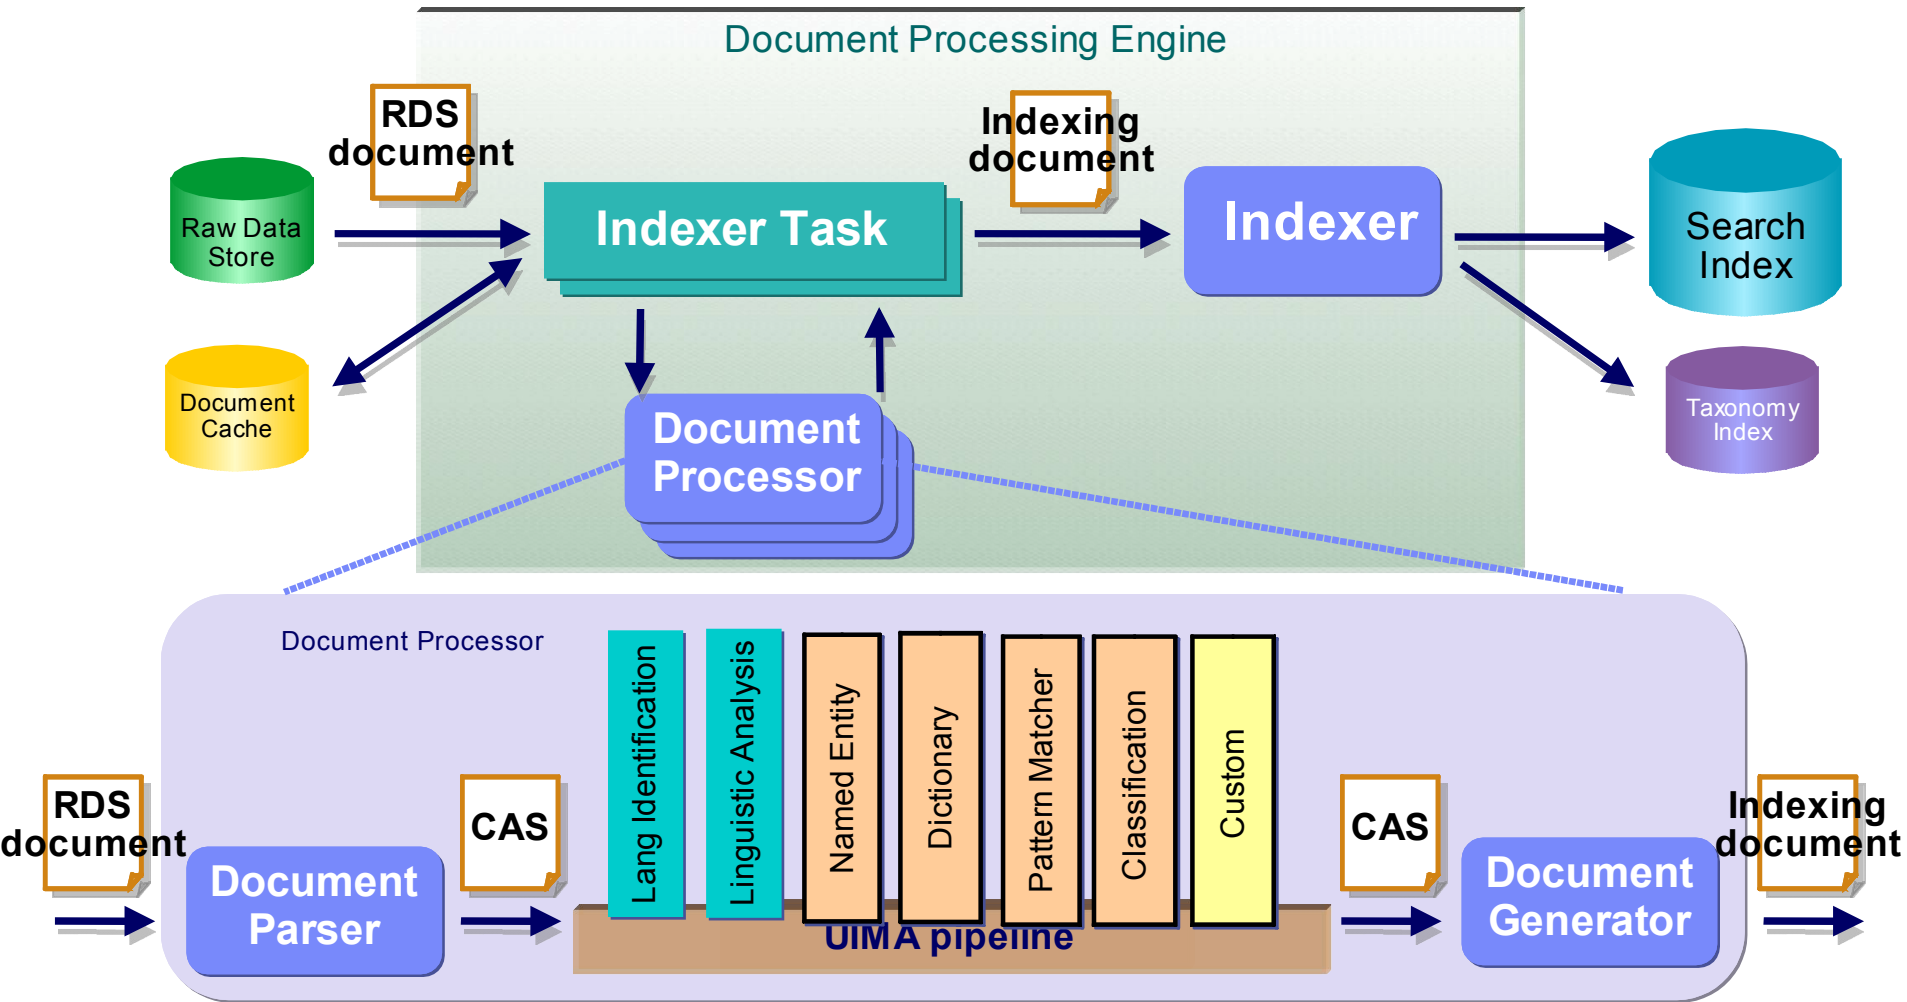 Document Processing Engine
RDS
document
Indexing
document
Raw Data
Store
Indexer Task
Indexer
Search
Index
Document
Cache
Document
Processor
Taxonomy
Index
Document Processor
Lang Identification
Linguistic Analysis
Named Entity
Dictionary
Pattern Matcher
Classification
Custom
RDS
document
CAS
CAS
Indexing
document
Document
Parser
UIMA pipeline
Document
Generator